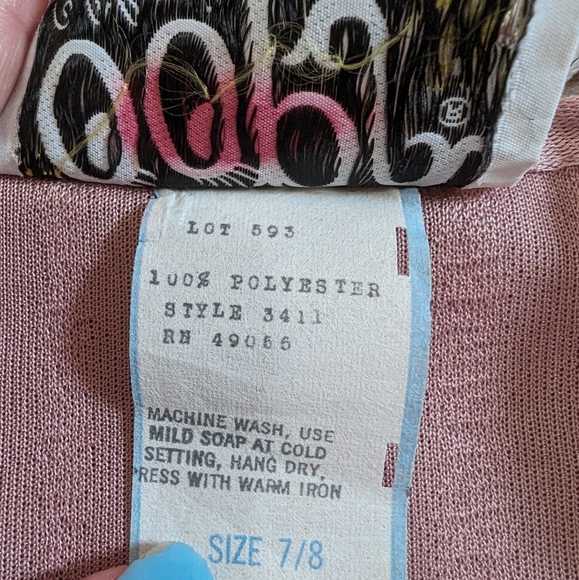 ®
LOT 593
100% POLYESTER
STYLE 3411
RN 49056
MACHINE WASH, USE
MILD SOAP AT COLD
SETTING, HANG DRY,
PRESS WITH WARM IRON
SIZE 7/8